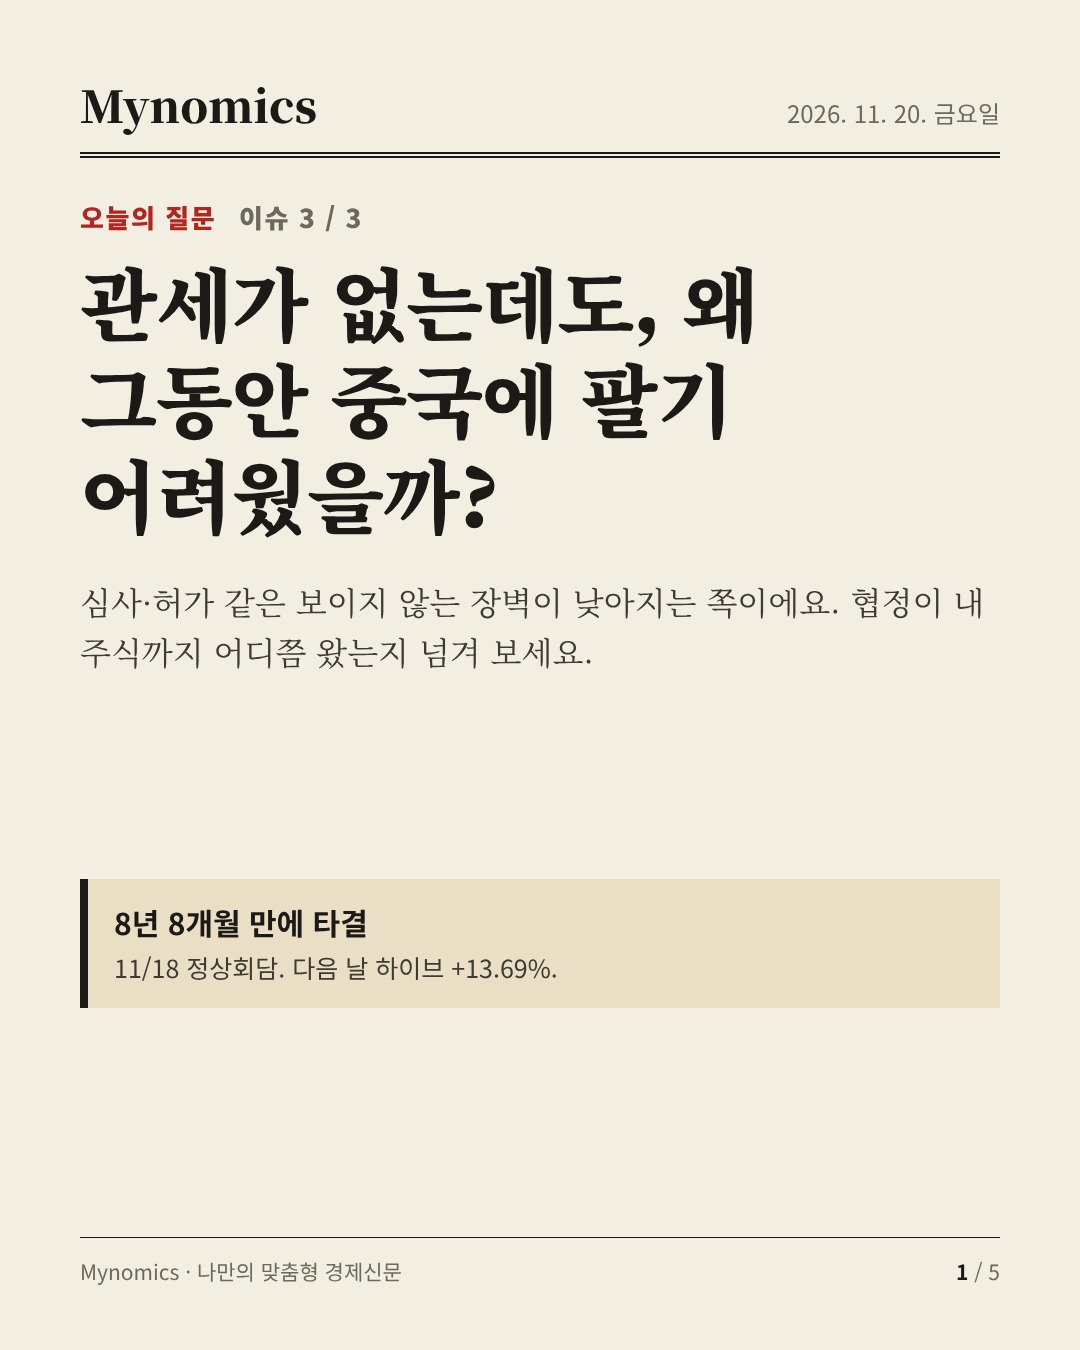 Mynomics
2026. 11. 20. 금요일
오늘의 질문 이슈 3 / 3
관세가 없는데도, 왜
그동안 중국에 팔기
어려웠을까?
심사·허가 같은 보이지 않는 장벽이 낮아지는 쪽이에요. 협정이 내
주식까지 어디쯤 왔는지 넘겨 보세요.
8년 8개월 만에 타결
11/18 정상회담. 다음 날 하이브 +13.69%.
Mynomics · 나만의 맞춤형 경제신문
1 / 5